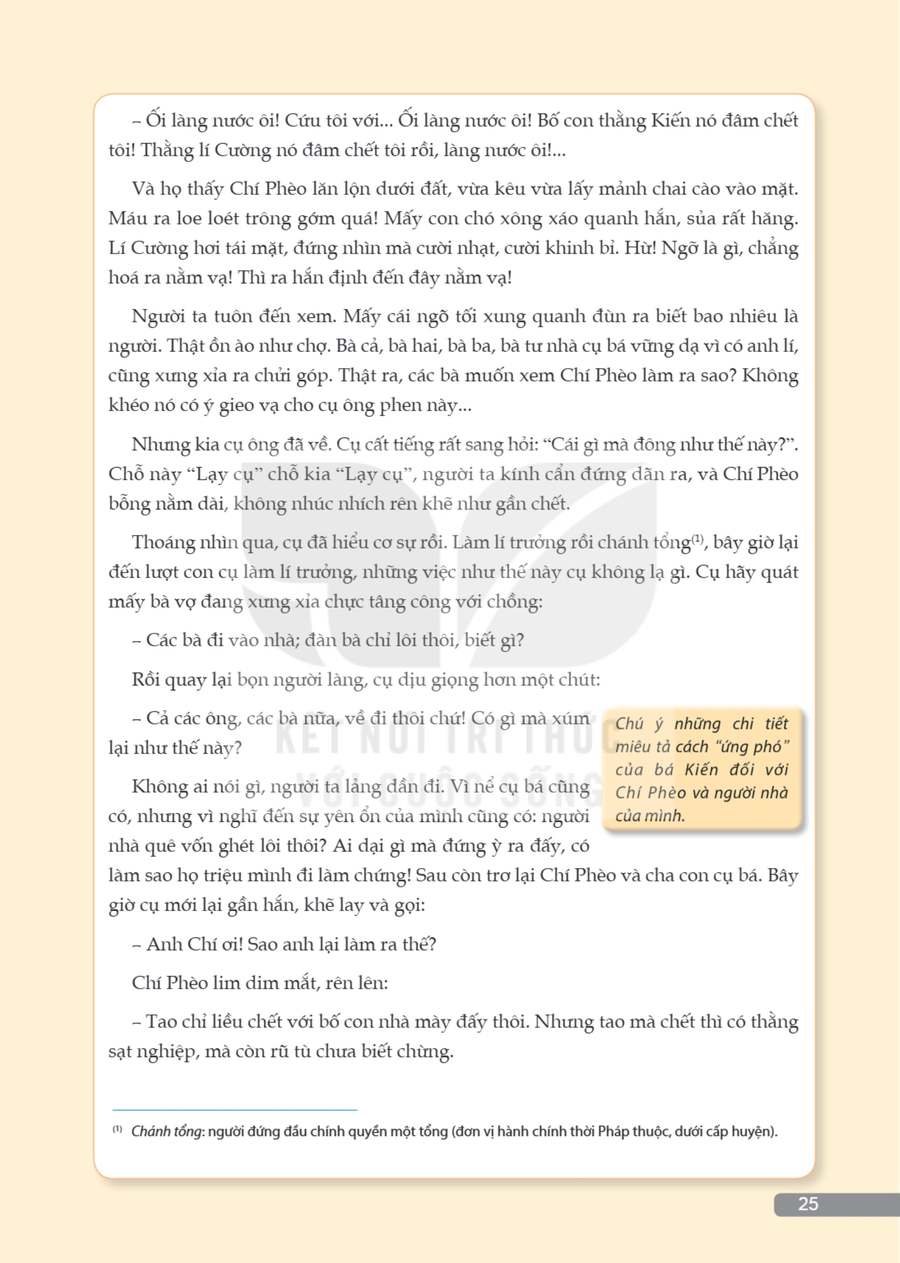 – Ối làng nước ôi! Cứu tôi với... Ối làng nước ôi! Bố con thằng Kiến nó đâm chết
tôi! Thằng lí Cường nó đâm chết tôi rồi, làng nước ôi!...
Và họ thấy Chí Phèo lăn lộn dưới đất, vừa kêu vừa lấy mảnh chai cào vào mặt.
Máu ra loe loét trông gớm quá! Mấy con chó xông xáo quanh hắn, sủa rất hăng.
Lí Cường hơi tái mặt, đứng nhìn mà cười nhạt, cười khinh bỉ. Hừ! Ngỡ là gì, chẳng
hoá ra nằm vạ! Thì ra hắn định đến đây nằm vạ!
Người ta tuôn đến xem. Mấy cái ngõ tối xung quanh đùn ra biết bao nhiêu là
người. Thật ồn ào như chợ. Bà cả, bà hai, bà ba, bà tư nhà cụ bá vững dạ vì có anh lí,
cũng xưng xỉa ra chửi góp. Thật ra, các bà muốn xem Chí Phèo làm ra sao? Không
khéo nó có ý gieo vạ cho cụ ông phen này...
Nhưng kia cụ ông đã về. Cụ cất tiếng rất sang hỏi: “Cái gì mà đông như thế này?”.
Chỗ này “Lạy cụ” chỗ kia “Lạy cụ”, người ta kính cẩn đứng dãn ra, và Chí Phèo
bỗng nằm dài, không nhúc nhích rên khẽ như gần chết.
Thoáng nhìn qua, cụ đã hiểu cơ sự rồi. Làm lí trưởng rồi chánh tổng(1), bây giờ lại
đến lượt con cụ làm lí trưởng, những việc như thế này cụ không lạ gì. Cụ hãy quát
mấy bà vợ đang xưng xỉa chực tâng công với chồng:
– Các bà đi vào nhà; đàn bà chỉ lôi thôi, biết gì?
Rồi quay lại bọn người làng, cụ dịu giọng hơn một chút:
– Cả các ông, các bà nữa, về đi thôi chứ! Có gì mà xúm
lại như thế này?
Không ai nói gì, người ta lảng dần đi. Vì nể cụ bá cũng
có, nhưng vì nghĩ đến sự yên ổn của mình cũng có: người
nhà quê vốn ghét lôi thôi? Ai dại gì mà đứng ỳ ra đấy, có
làm sao họ triệu mình đi làm chứng! Sau còn trơ lại Chí Phèo và cha con cụ bá. Bây
giờ cụ mới lại gần hắn, khẽ lay và gọi:
– Anh Chí ơi! Sao anh lại làm ra thế?
Chí Phèo lim dim mắt, rên lên:
– Tao chỉ liều chết với bố con nhà mày đấy thôi. Nhưng tao mà chết thì có thằng
sạt nghiệp, mà còn rũ tù chưa biết chừng.
Chú ý những chi tiết
miêu tả cách “ứng phó”
của bá Kiến đối với
Chí Phèo và người nhà
của mình.
KẾT NỐI TRI THỨC
VỚI CUỘC SỐNG
(1) Chánh tổng: người đứng đầu chính quyền một tổng (đơn vị hành chính thời Pháp thuộc, dưới cấp huyện).
25